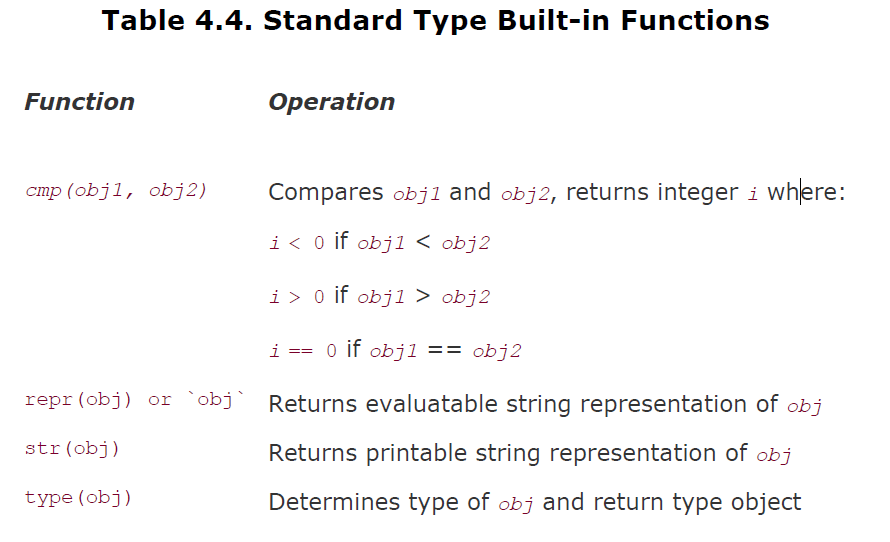 Table 4.4. Standard Type Built-in Functions
Function Operation
cmp(obj1, obj2) Compares obj1 and obj2, returns integer i where:
i < 0 if obj1 < obj2
i > 0 if obj1 > obj2
i == 0 if obj1 == obj2
repr(obj) or `obj` Returns evaluatable string representation of obj
str(obj) Returns printable string representation of obj
type(obj) Determines type of obj and return type object